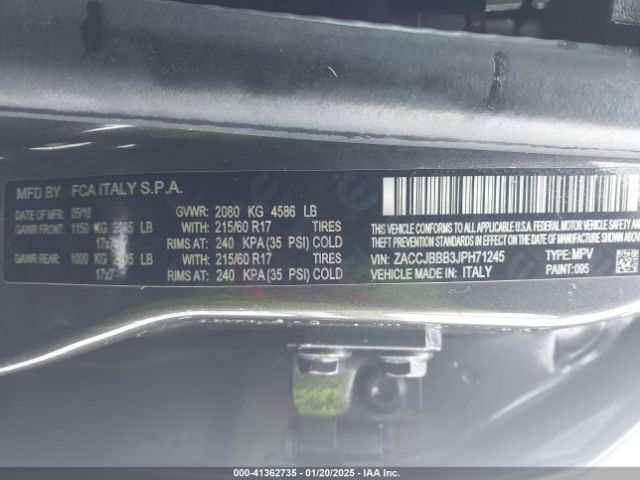 MFD BY FCA ITALY S.P.A.
DATE OF MFR 05/18 GVWR: 2080 KG 4586 LB
GAWR FRONT: 1150 KG LB WITH: 215/60 R17 TIRES
RIMS AT: 240 KPA (35 PSI) COLD
GAWR REAR: 1000 KG LB WITH: 215/60 R17 TIRES
17x7 RIMS AT: 240 KPA (35 PSI) COLD
THIS VEHICLE CONFORMS TO ALL APPLICABLE
FEDERAL MOTOR VEHICLE SAFETY, BUMPER AND
THEFT PREVENTION STANDARDS IN EFFECT ON THE DATE OF MANUFACTURE SHOWN ABOVE.
VIN: ZACCJBBB3JPH71245 TYPE: MPV
VEHICLE MADE IN: ITALY PAINT: 095
000-41362735 - 01/20/2025 - IAA Inc.